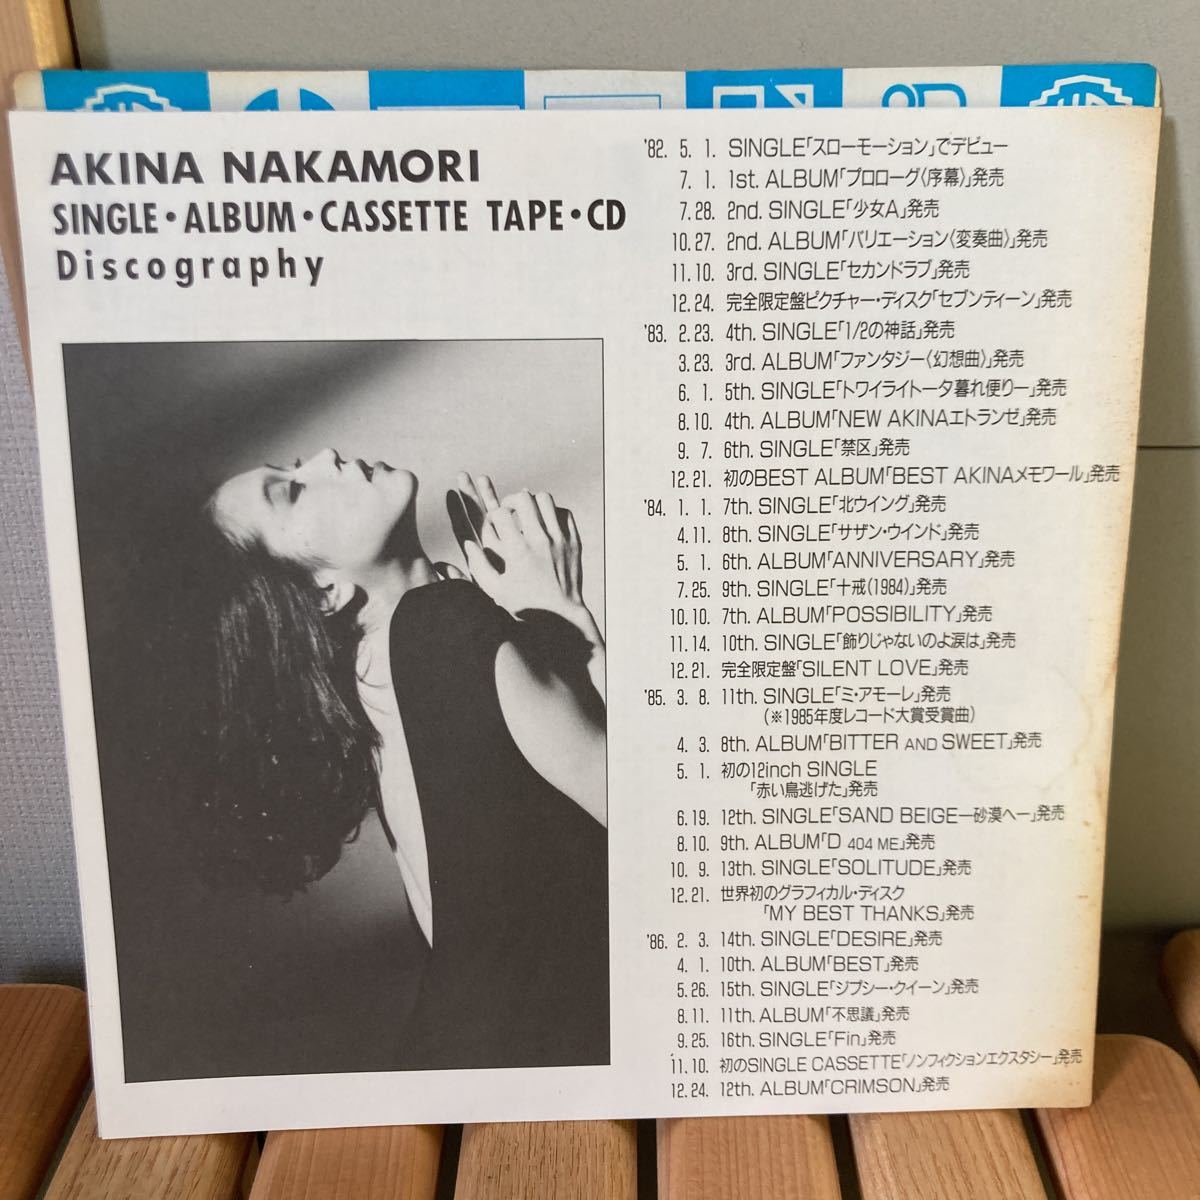 AKINA NAKAMORI
SINGLE・ALBUM・CASSETTE TAPE・CD
Discography
'82. 5. 1. SINGLE「スローモーション」でデビュー
7. 1. 1st. ALBUM「プロローグ〈序幕〉」発売
7.28. 2nd. SINGLE「少女A」発売
10.27. 2nd. ALBUM「バリエーション〈変奏曲〉」発売
11.10. 3rd. SINGLE「セカンドラブ」発売
12.24. 完全限定盤ピクチャー・ディスク「セブンティーン」発売
'83. 2.23. 4th. SINGLE「1/2の神話」発売
3.23. 3rd. ALBUM「ファンタジー〈幻想曲〉」発売
6. 1. 5th. SINGLE「トワイライトー夕暮れ便りー」発売
8.10. 4th. ALBUM「NEW AKINAエトランゼ」発売
9. 7. 6th. SINGLE「禁区」発売
12.21. 初のBEST ALBUM「BEST AKINAメモワール」発売
'84. 1. 1. 7th. SINGLE「北ウイング」発売
4.11. 8th. SINGLE「サザン・ウインド」発売
5. 1. 6th. ALBUM「ANNIVERSARY」発売
7.25. 9th. SINGLE「十戒(1984)」発売
10.10. 7th. ALBUM「POSSIBILITY」発売
11.14. 10th. SINGLE「飾りじゃないのよ涙は」発売
12.21. 完全限定盤「SILENT LOVE」発売
'85. 3. 8. 11th. SINGLE「ミ・アモーレ」発売
(※1985年度レコード大賞受賞曲)
4. 3. 8th. ALBUM「BITTER AND SWEET」発売
5. 1. 初の12inch SINGLE
「赤い鳥逃げた」発売
6.19. 12th. SINGLE「SAND BEIGEー砂漠へー」発売
8.10. 9th. ALBUM「D 404 ME」発売
10. 9. 13th. SINGLE「SOLITUDE」発売
12.21. 世界初のグラフィカル・ディスク
「MY BEST THANKS」発売
'86. 2. 3. 14th. SINGLE「DESIRE」発売
4. 1. 10th. ALBUM「BEST」発売
5.26. 15th. SINGLE「ジプシー・クイーン」発売
8.11. 11th. ALBUM「不思議」発売
9.25. 16th. SINGLE「Fin」発売
11.10. 初のSINGLE CASSETTE「ノンフィクションエクスタシー」発売
12.24. 12th. ALBUM「CRIMSON」発売